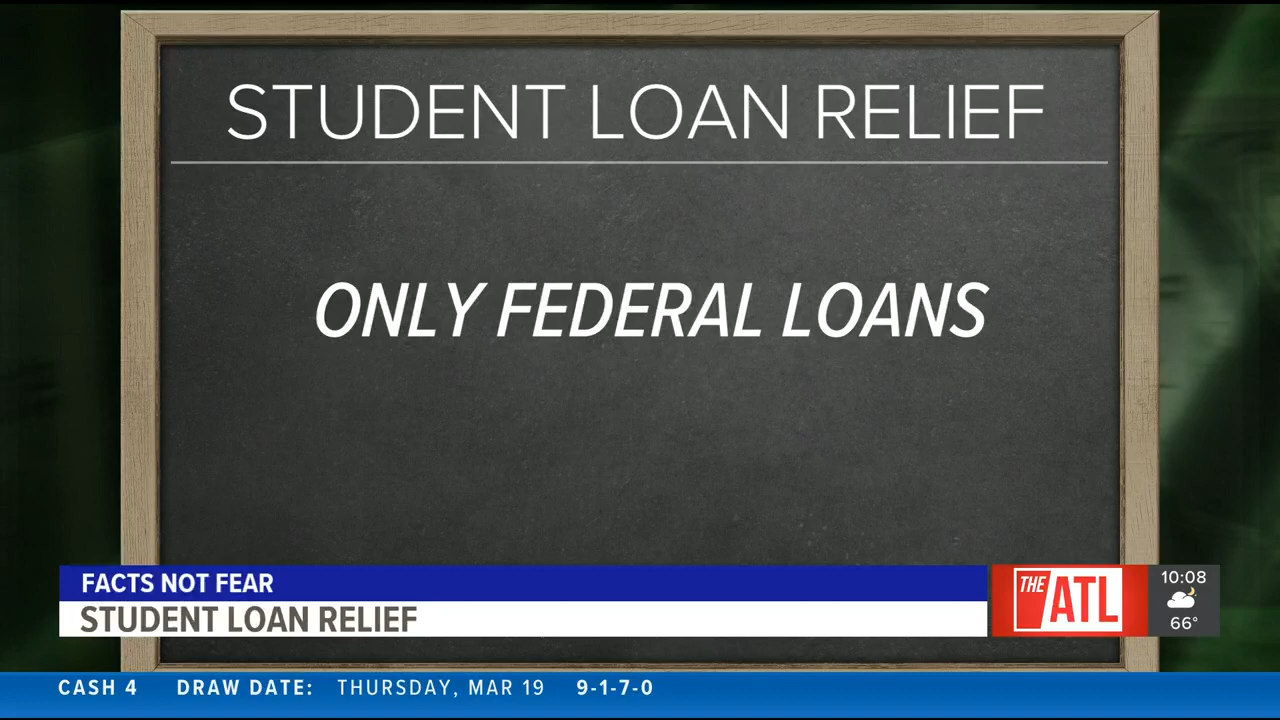 STUDENT LOAN RELIEF
ONLY FEDERAL LOANS
FACTS NOT FEAR
STUDENT LOAN RELIEF
THE ATL
10:08
66°
CASH 4 DRAW DATE: THURSDAY, MAR 19 9-1-7-0